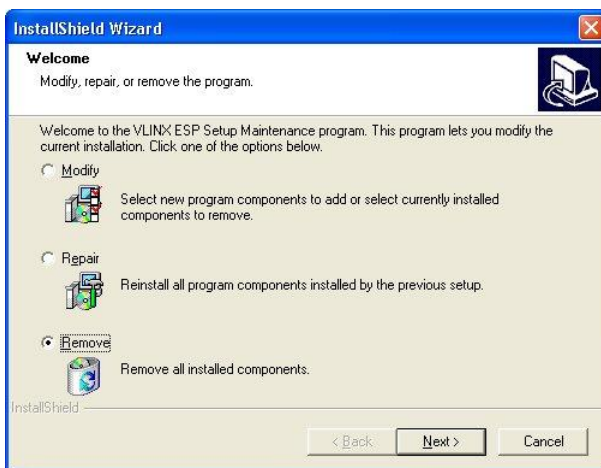 InstallShield Wizard
Welcome
Modify, repair, or remove the program.
Welcome to the VLINX ESP Setup Maintenance program. This program lets you modify the
current installation. Click one of the options below.
Modify
Select new program components to add or select currently installed
components to remove.
Repair
Reinstall all program components installed by the previous setup.
Remove
Remove all installed components.
InstallShield
< Back Next > Cancel